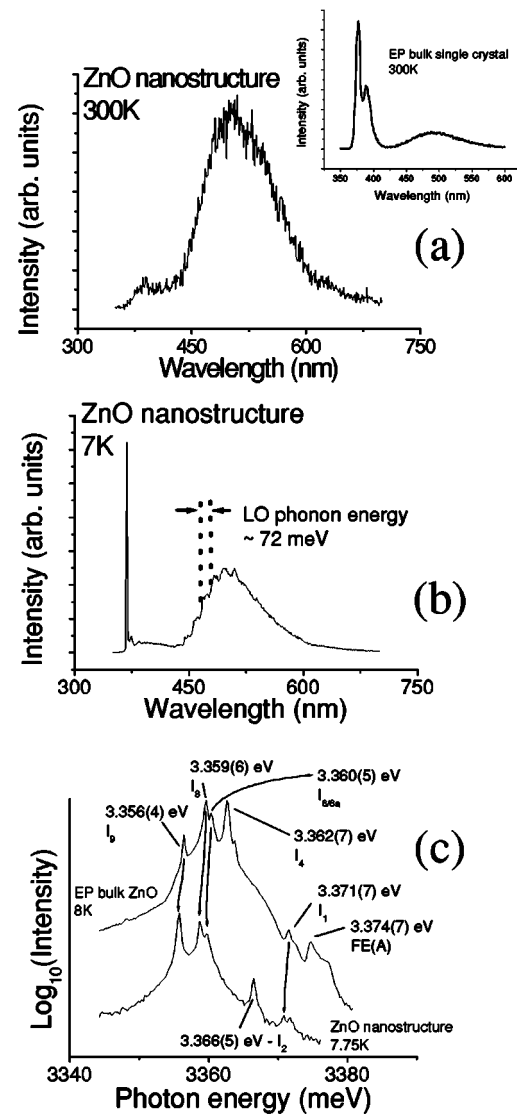 ZnO nanostructure
300K
Intensity (arb. units)
300
450
600
750
Wavelength (nm)
(a)
EP bulk single crystal
300K
Intensity (arb. units)
350
400
450
500
550
600
Wavelength (nm)
ZnO nanostructure
7K
LO phonon energy
~ 72 meV
Intensity (arb. units)
(b)
300
450
600
750
Wavelength (nm)
3.359(6) eV
I8
3.360(5) eV
I6/6a
3.356(4) eV
I9
3.362(7) eV
I4
(c)
EP bulk ZnO
8K
3.371(7) eV
I1
3.374(7) eV
FE(A)
Log10(Intensity)
3.366(5) eV - I2
ZnO nanostructure
7.75K
3340
3360
3380
Photon energy (meV)